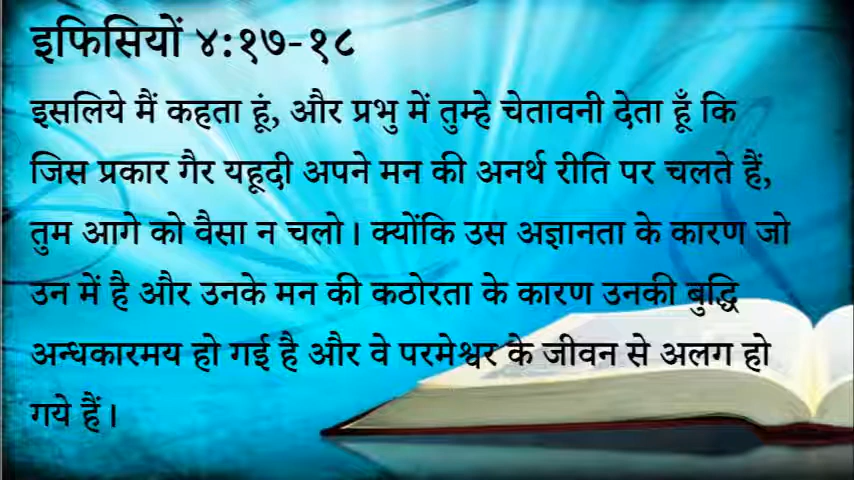 इफिसियों ४:१७-१८
इसलिये मैं कहता हूं, और प्रभु में तुम्हे चेतावनी देता हूँ कि
जिस प्रकार गैर यहूदी अपने मन की अनर्थ रीति पर चलते हैं,
तुम आगे को वैसा न चलो। क्योंकि उस अज्ञानता के कारण जो
उन में है और उनके मन की कठोरता के कारण उनकी बुद्धि
अन्धकारमय हो गई है और वे परमेश्वर के जीवन से अलग हो
गये हैं।